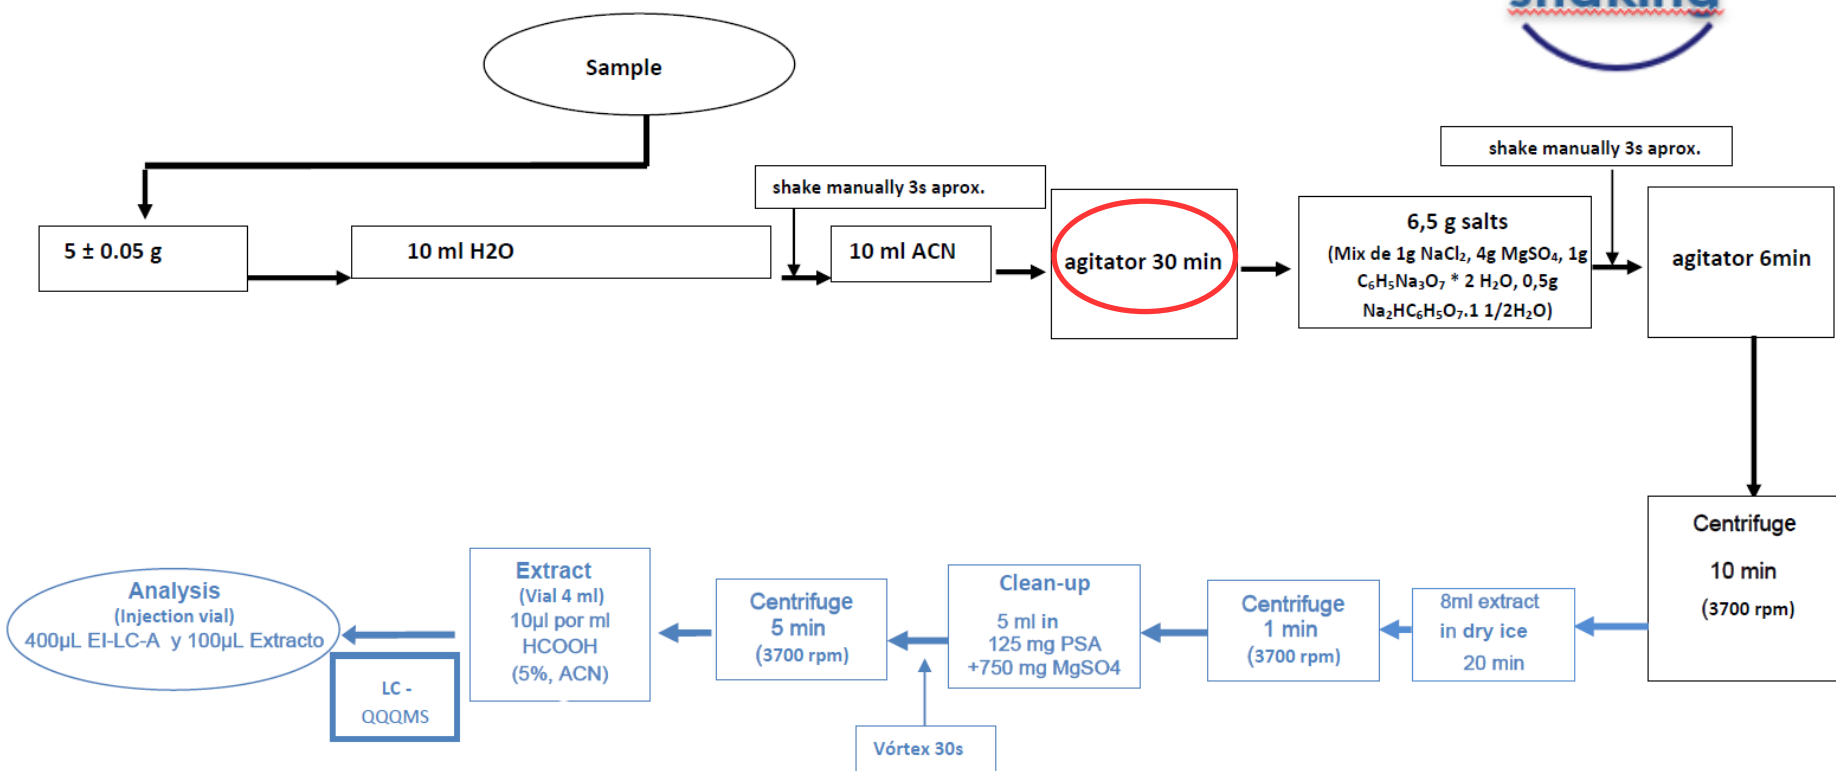 shaking
Sample
shake manually 3s aprox.
shake manually 3s aprox.
5 ± 0.05 g
10 ml H2O
10 ml ACN
agitator 30 min
6,5 g salts
(Mix de 1g NaCl₂, 4g MgSO₄, 1g
C₆H₅Na₃O₇ * 2 H₂O, 0,5g
Na₂HC₆H₅O₇.1 1/2H₂O)
agitator 6min
Centrifuge
10 min
(3700 rpm)
8ml extract
in dry ice
20 min
Centrifuge
1 min
(3700 rpm)
Clean-up
5 ml in
125 mg PSA
+750 mg MgSO4
Vórtex 30s
Centrifuge
5 min
(3700 rpm)
Extract
(Vial 4 ml)
10µl por ml
HCOOH
(5%, ACN)
LC -
QQQMS
Analysis
(Injection vial)
400µL EI-LC-A y 100µL Extracto